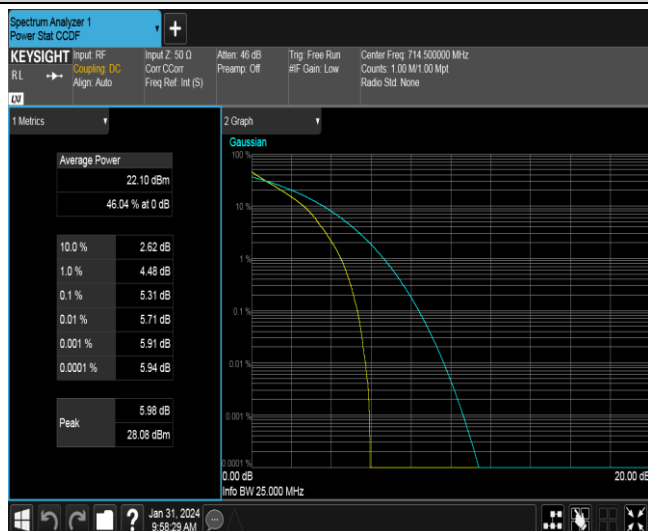 Spectrum Analyzer 1
Power Stat CCDF
KEYSIGHT
RL
LXI
Input: RF
Coupling: DC
Align: Auto
Input Z: 50 Ω
Corr CCorr
Freq Ref: Int (S)
Atten: 46 dB
Preamp: Off
Trig: Free Run
#IF Gain: Low
Center Freq: 714.500000 MHz
Counts: 1.00 M/1.00 Mpt
Radio Std: None
1 Metrics
Average Power
22.10 dBm
46.04 % at 0 dB
10.0 % 2.62 dB
1.0 % 4.48 dB
0.1 % 5.31 dB
0.01 % 5.71 dB
0.001 % 5.91 dB
0.0001 % 5.94 dB
Peak
5.98 dB
28.08 dBm
2 Graph
Gaussian
100 %
10 %
1 %
0.1 %
0.01 %
0.001 %
0.0001 %
0.00 dB
20.00 dB
Info BW 25.000 MHz
?
Jan 31, 2024
9:58:29 AM